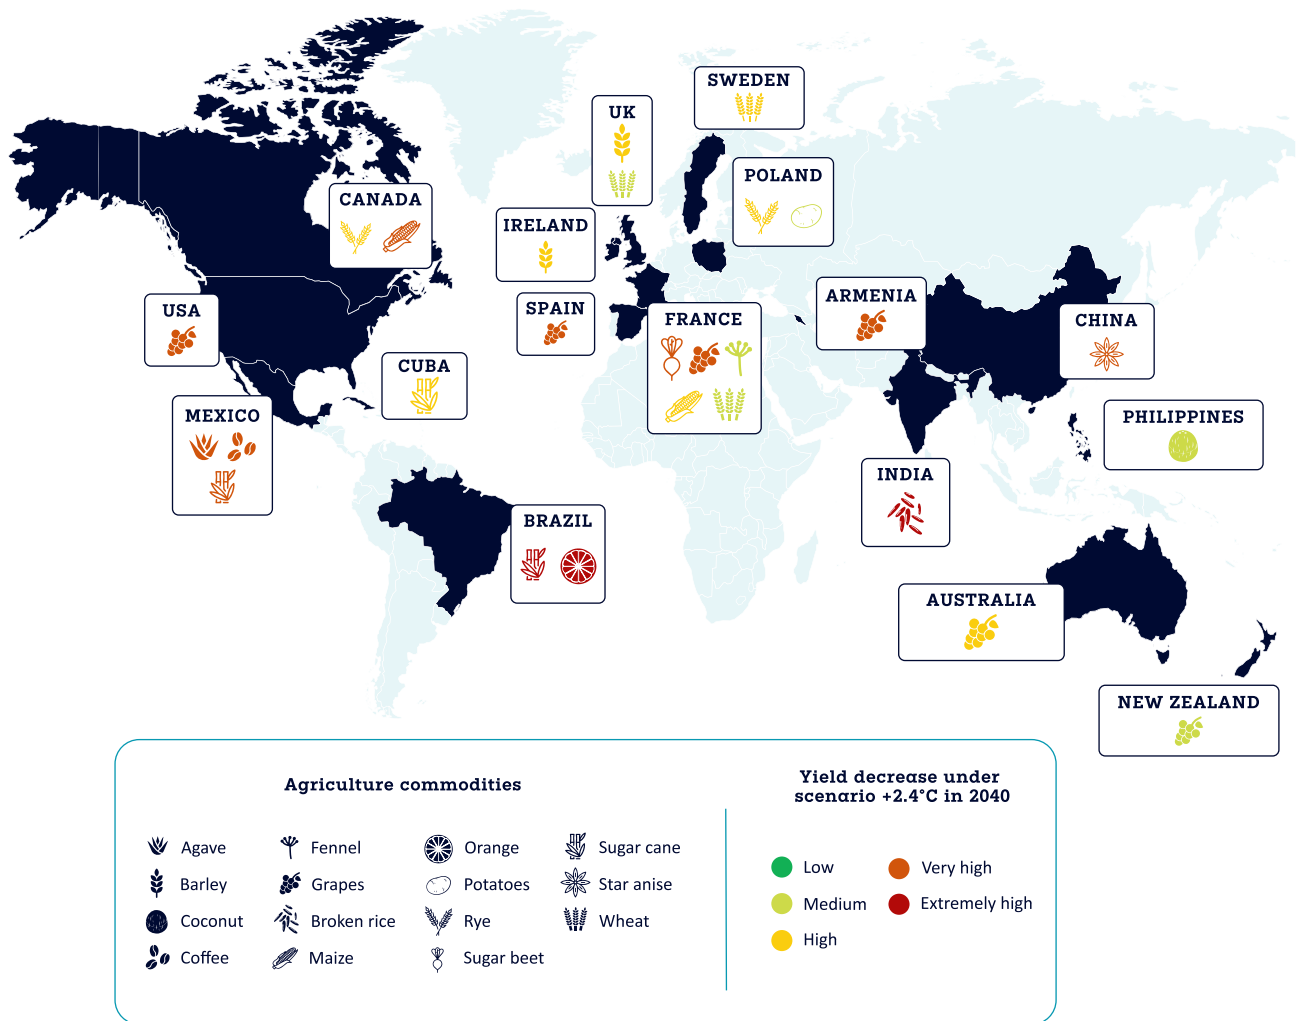 SWEDEN
UK
POLAND
CANADA
IRELAND
ARMENIA
USA
SPAIN
FRANCE
CHINA
CUBA
MEXICO
PHILIPPINES
INDIA
BRAZIL
AUSTRALIA
NEW ZEALAND
Agriculture commodities
Agave
Barley
Coconut
Coffee
Fennel
Grapes
Broken rice
Maize
Orange
Potatoes
Rye
Sugar beet
Sugar cane
Star anise
Wheat
Yield decrease under
scenario +2.4°C in 2040
Low
Medium
High
Very high
Extremely high